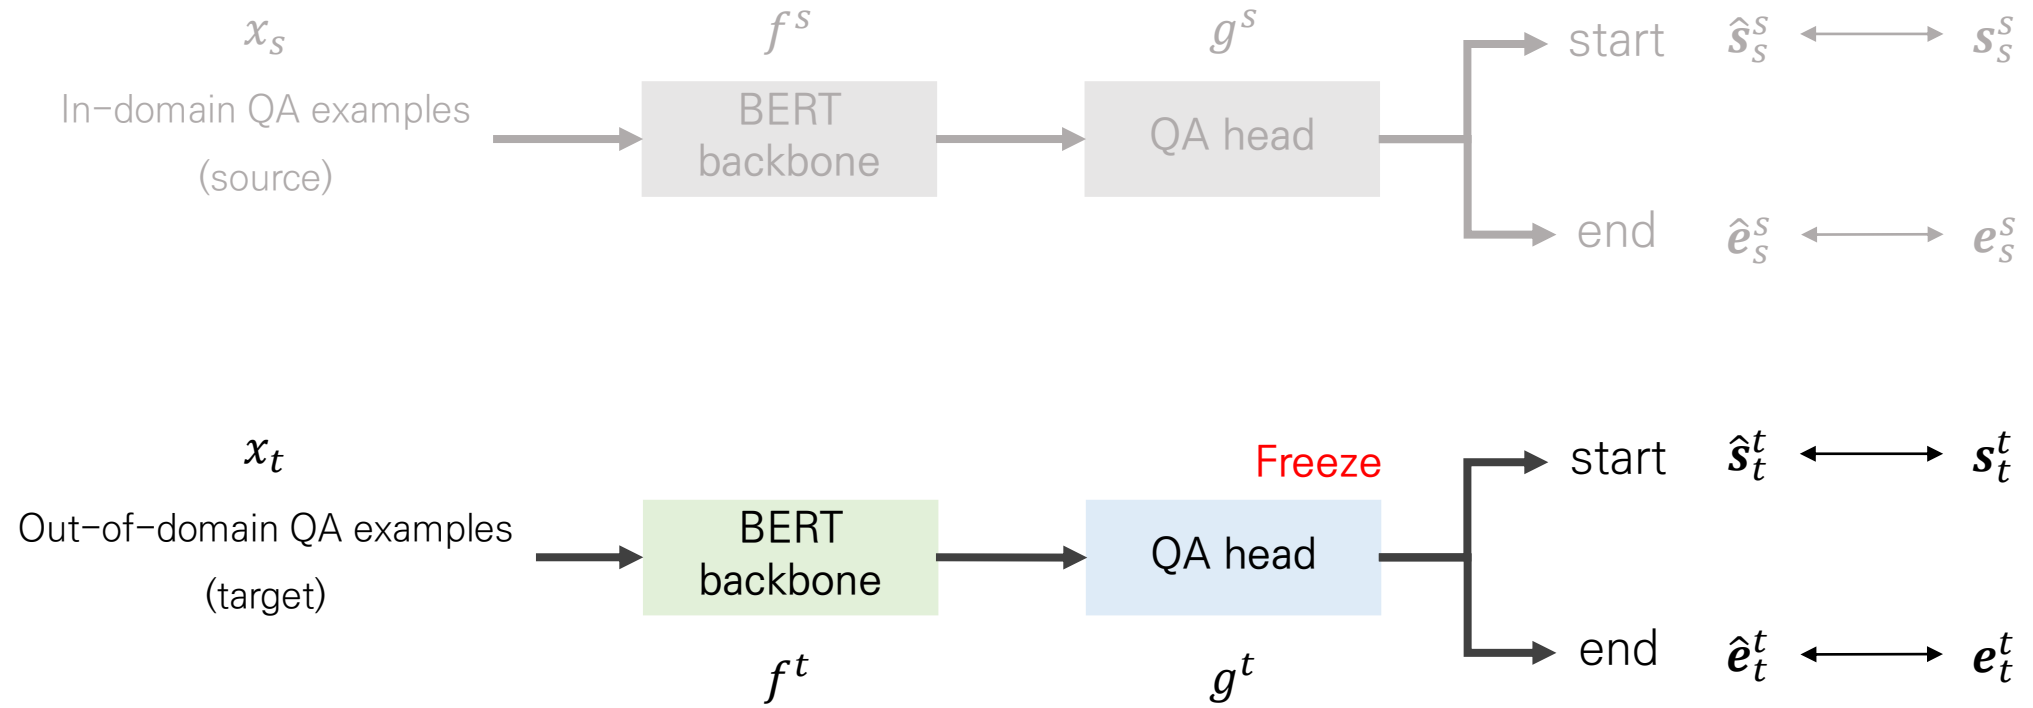 x_s
In-domain QA examples
(source)
f^s
BERT
backbone
g^s
QA head
start ŝ_s^s s_s^s
end ê_s^s e_s^s
x_t
Out-of-domain QA examples
(target)
BERT
backbone
f^t
Freeze
QA head
g^t
start ŝ_t^t s_t^t
end ê_t^t e_t^t